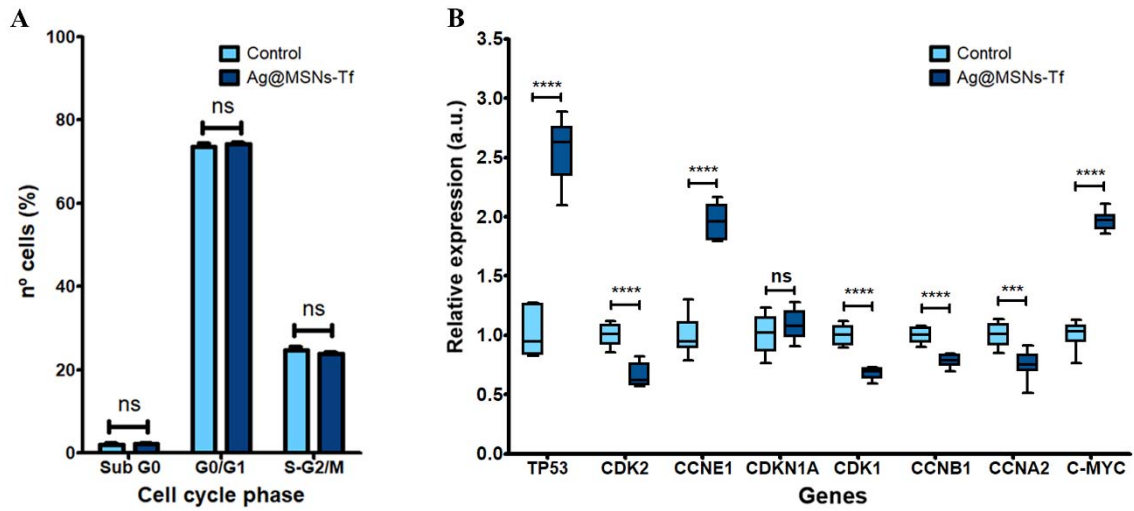 A
100
80
60
40
20
0
nº cells (%)
Control
Ag@MSNs-Tf
ns
ns
ns
Sub G0 G0/G1 S-G2/M
Cell cycle phase
B
3.5
3.0
2.5
2.0
1.5
1.0
0.5
0.0
Relative expression (a.u.)
Control
Ag@MSNs-Tf
****
****
****
ns
****
****
***
****
TP53 CDK2 CCNE1 CDKN1A CDK1 CCNB1 CCNA2 C-MYC
Genes